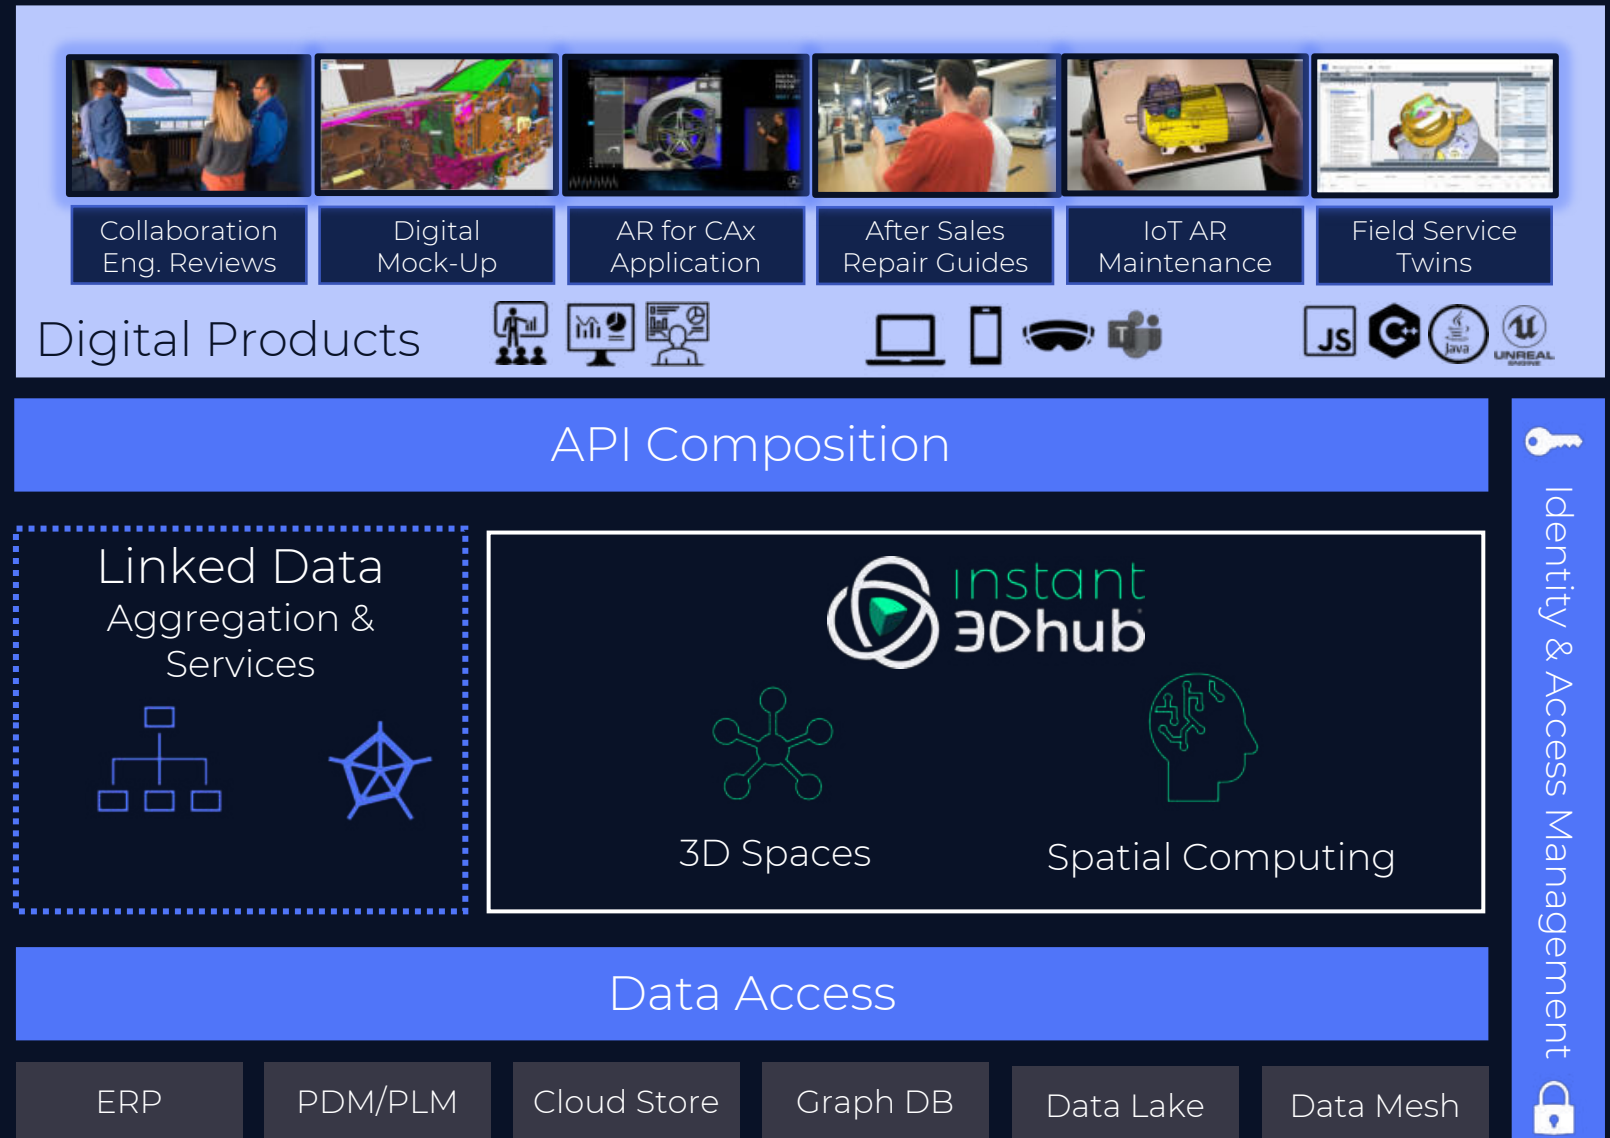 Collaboration
Eng. Reviews
Digital
Mock-Up
AR for CAx
Application
After Sales
Repair Guides
IoT AR
Maintenance
Field Service
Twins
Digital Products
T
JS
C++
Java
UNREAL
ENGINE
API Composition
Linked Data
Aggregation &
Services
instant
3Dhub
3D Spaces
Spatial Computing
Identity & Access Management
Data Access
ERP
PDM/PLM
Cloud Store
Graph DB
Data Lake
Data Mesh